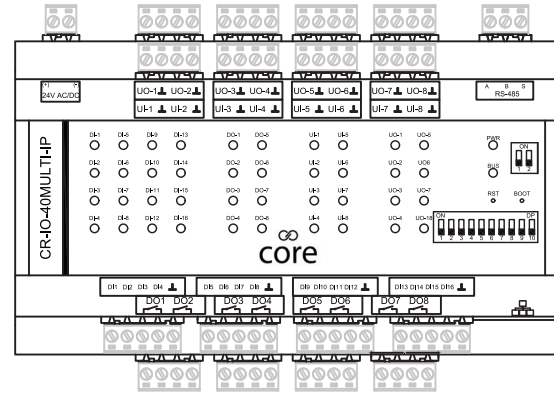 (+) (-)
24V AC/DC
UO-1 UO-2 UO-3 UO-4 UO-5 UO-6 UO-7 UO-8
UI-1 UI-2 UI-3 UI-4 UI-5 UI-6 UI-7 UI-8
A B S
RS-485
CR-IO-40MULTI-IP
DI-1 DI-5 DI-9 DI-13 DO-1 DO-5 UI-1 UI-5 UO-1 UO-5
DI-2 DI-6 DI-10 DI-14 DO-2 DO-6 UI-2 UI-6 UO-2 UO6
DI-3 DI-7 DI-11 DI-15 DO-3 DO-7 UI-3 UI-7 UO-3 UO-7
DI-4 DI-8 DI-12 DI-16 DO-4 DO-8 UI-4 UI-8 UO-4 UO-18
PWR
BUS
RST BOOT
ON
1 2
ON DP
1 2 3 4 5 6 7 8 9 10
core
DI1 DI2 DI3 DI4 DI5 DI6 DI7 DI8 DI9 DI10 DI11 DI12 DI13 DI14 DI15 DI16
DO1 DO2 DO3 DO4 DO5 DO6 DO7 DO8